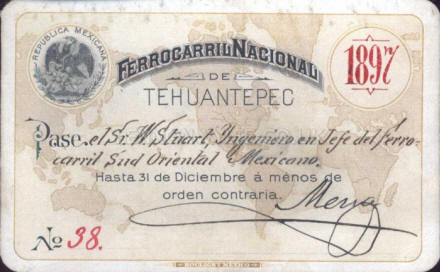 REPUBLICA MEXICANA
FERROCARRIL NACIONAL
DE
TEHUANTEPEC
1897
Pase el Sr. W. Stuart, Ingeniero en Jefe del ferro-
carril Sud Oriental Mexicano.
Hasta 31 de Diciembre á ménos de
orden contraria.
No 38.